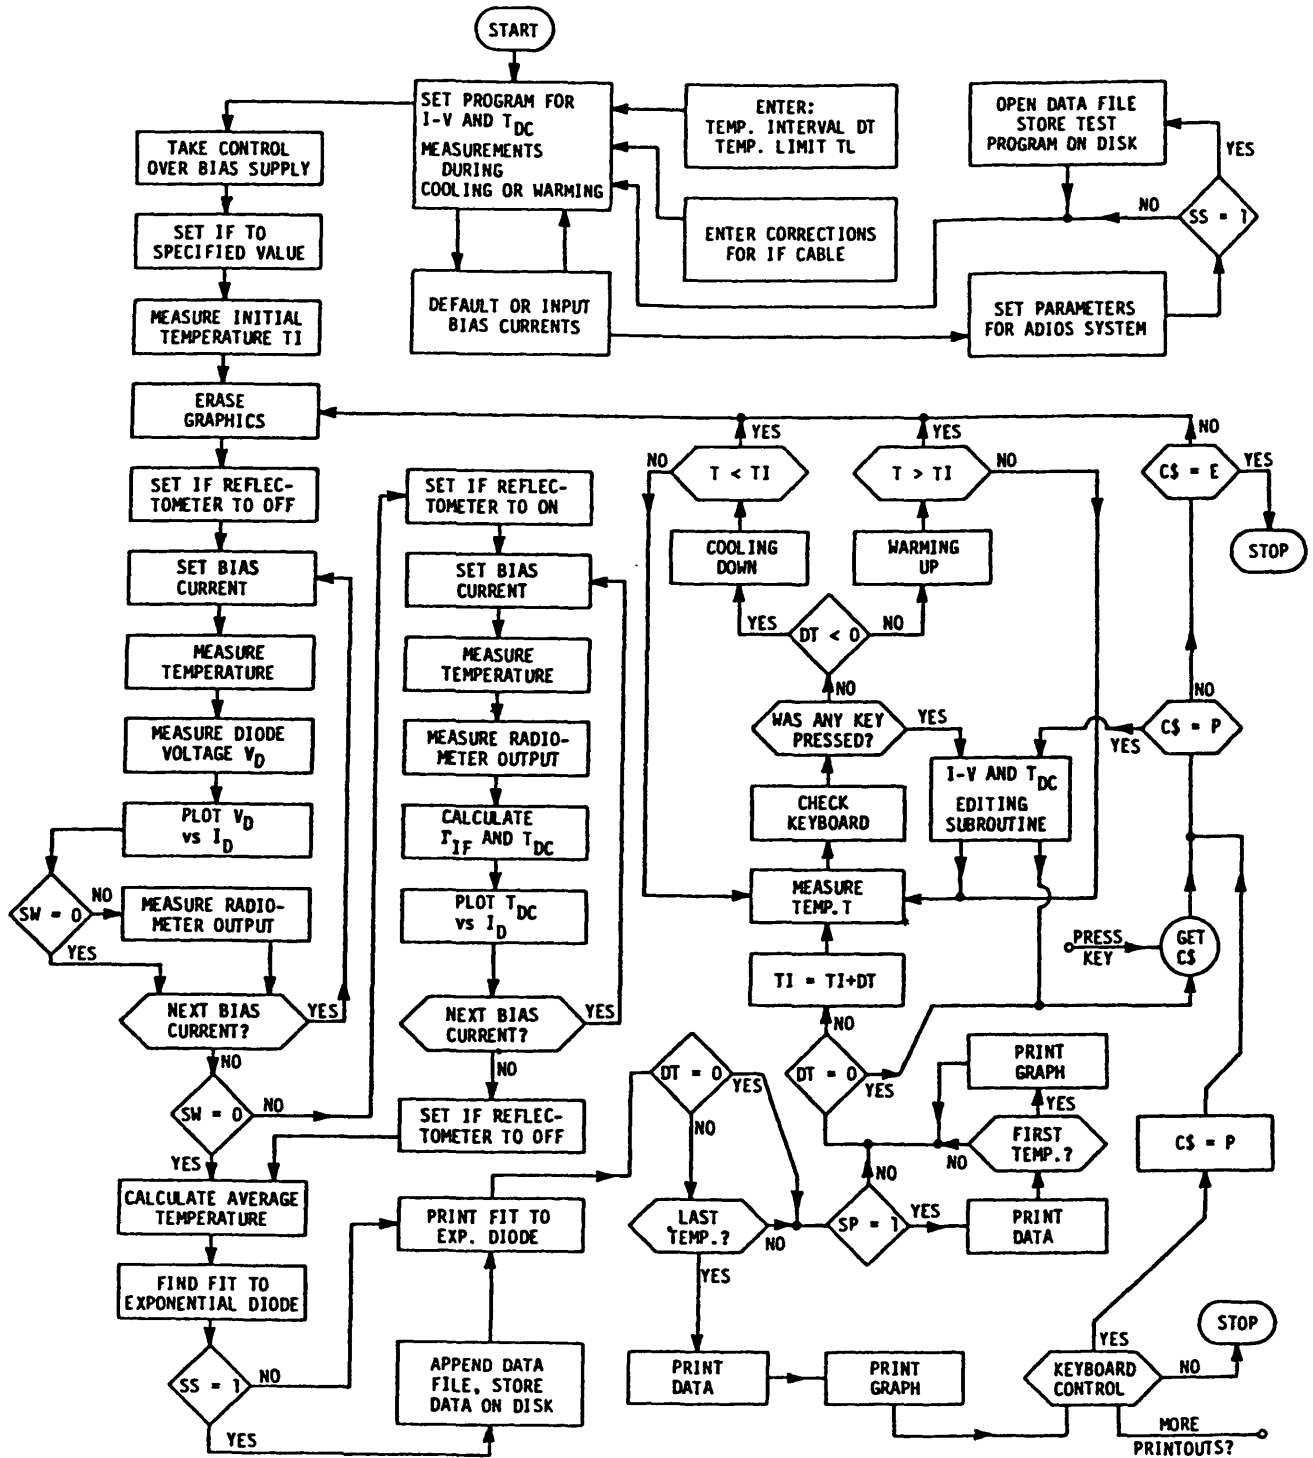 START
SET PROGRAM FOR
I-V AND TDC
MEASUREMENTS
DURING
COOLING OR WARMING
ENTER:
TEMP. INTERVAL DT
TEMP. LIMIT TL
OPEN DATA FILE
STORE TEST
PROGRAM ON DISK
YES
NO
SS = 1
ENTER CORRECTIONS
FOR IF CABLE
DEFAULT OR INPUT
BIAS CURRENTS
SET PARAMETERS
FOR ADIOS SYSTEM
TAKE CONTROL
OVER BIAS SUPPLY
SET IF TO
SPECIFIED VALUE
MEASURE INITIAL
TEMPERATURE TI
ERASE
GRAPHICS
SET IF REFLEC-
TOMETER TO OFF
SET BIAS
CURRENT
MEASURE
TEMPERATURE
MEASURE DIODE
VOLTAGE VD
PLOT VD
vs ID
SW = 0
NO
YES
MEASURE RADIO-
METER OUTPUT
NEXT BIAS
CURRENT?
YES
NO
SW = 0
NO
YES
CALCULATE AVERAGE
TEMPERATURE
FIND FIT TO
EXPONENTIAL DIODE
SS = 1
NO
YES
SET IF REFLEC-
TOMETER TO ON
SET BIAS
CURRENT
MEASURE
TEMPERATURE
MEASURE RADIO-
METER OUTPUT
CALCULATE
ΓIF AND TDC
PLOT TDC
vs ID
NEXT BIAS
CURRENT?
YES
NO
SET IF REFLEC-
TOMETER TO OFF
PRINT FIT TO
EXP. DIODE
APPEND DATA
FILE, STORE
DATA ON DISK
YES
YES
NO
NO
T < TI
T > TI
NO
C$ = E
YES
STOP
COOLING
DOWN
WARMING
UP
YES
DT < 0
NO
NO
WAS ANY KEY
PRESSED?
YES
NO
C$ = P
YES
I-V AND TDC
EDITING
SUBROUTINE
CHECK
KEYBOARD
MEASURE
TEMP.T
PRESS
KEY
GET
C$
TI = TI+DT
NO
DT = 0
YES
DT = 0
YES
NO
PRINT
GRAPH
YES
FIRST
TEMP.?
NO
NO
LAST
TEMP.?
NO
YES
SP = 1
YES
PRINT
DATA
C$ = P
PRINT
DATA
PRINT
GRAPH
YES
KEYBOARD
CONTROL
NO
STOP
MORE
PRINTOUTS?